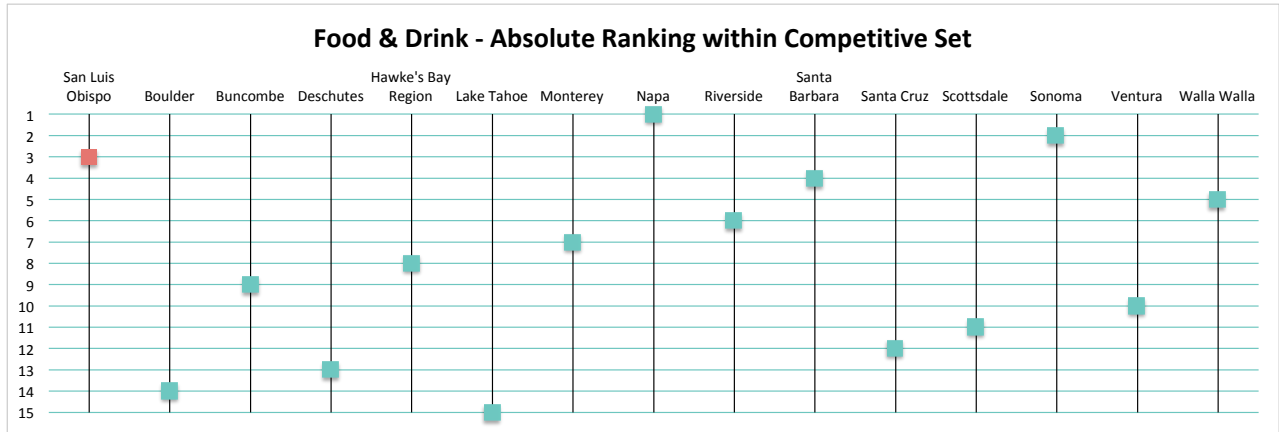 Food & Drink - Absolute Ranking within Competitive Set
San Luis
Obispo
Boulder
Buncombe
Deschutes
Hawke's Bay
Region
Lake Tahoe
Monterey
Napa
Riverside
Santa
Barbara
Santa Cruz
Scottsdale
Sonoma
Ventura
Walla Walla
1
2
3
4
5
6
7
8
9
10
11
12
13
14
15